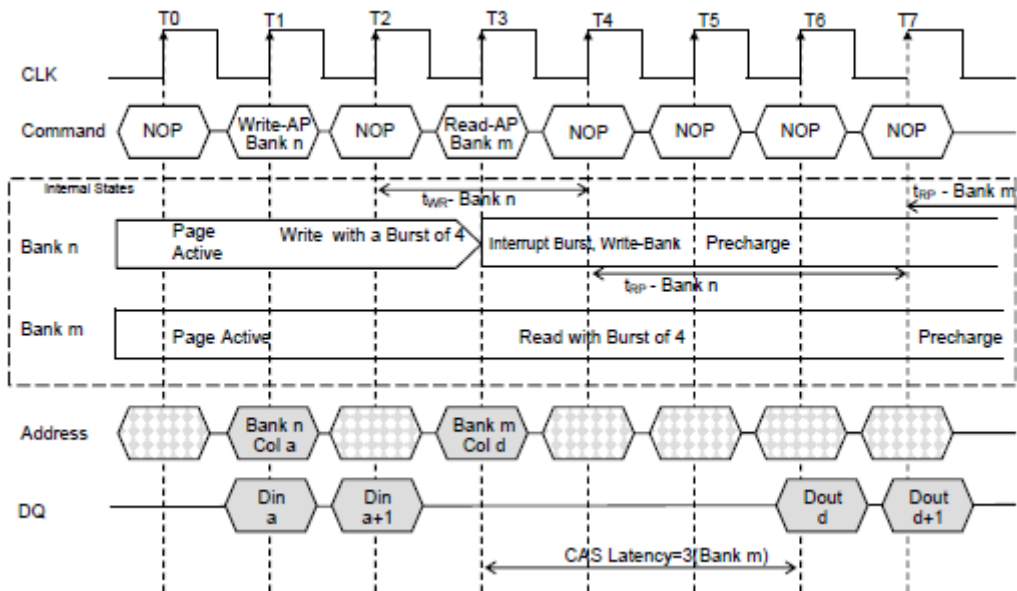 T0 T1 T2 T3 T4 T5 T6 T7
CLK
Command NOP Write-AP Bank n NOP Read-AP Bank m NOP NOP NOP NOP
Internal States
tWR- Bank n
tRP - Bank m
Bank n
Page Active
Write with a Burst of 4
Interrupt Burst, Write-Bank
Precharge
tRP - Bank n
Bank m
Page Active
Read with Burst of 4
Precharge
Address
Bank n Col a
Bank m Col d
DQ
Din a
Din a+1
Dout d
Dout d+1
CAS Latency=3(Bank m)